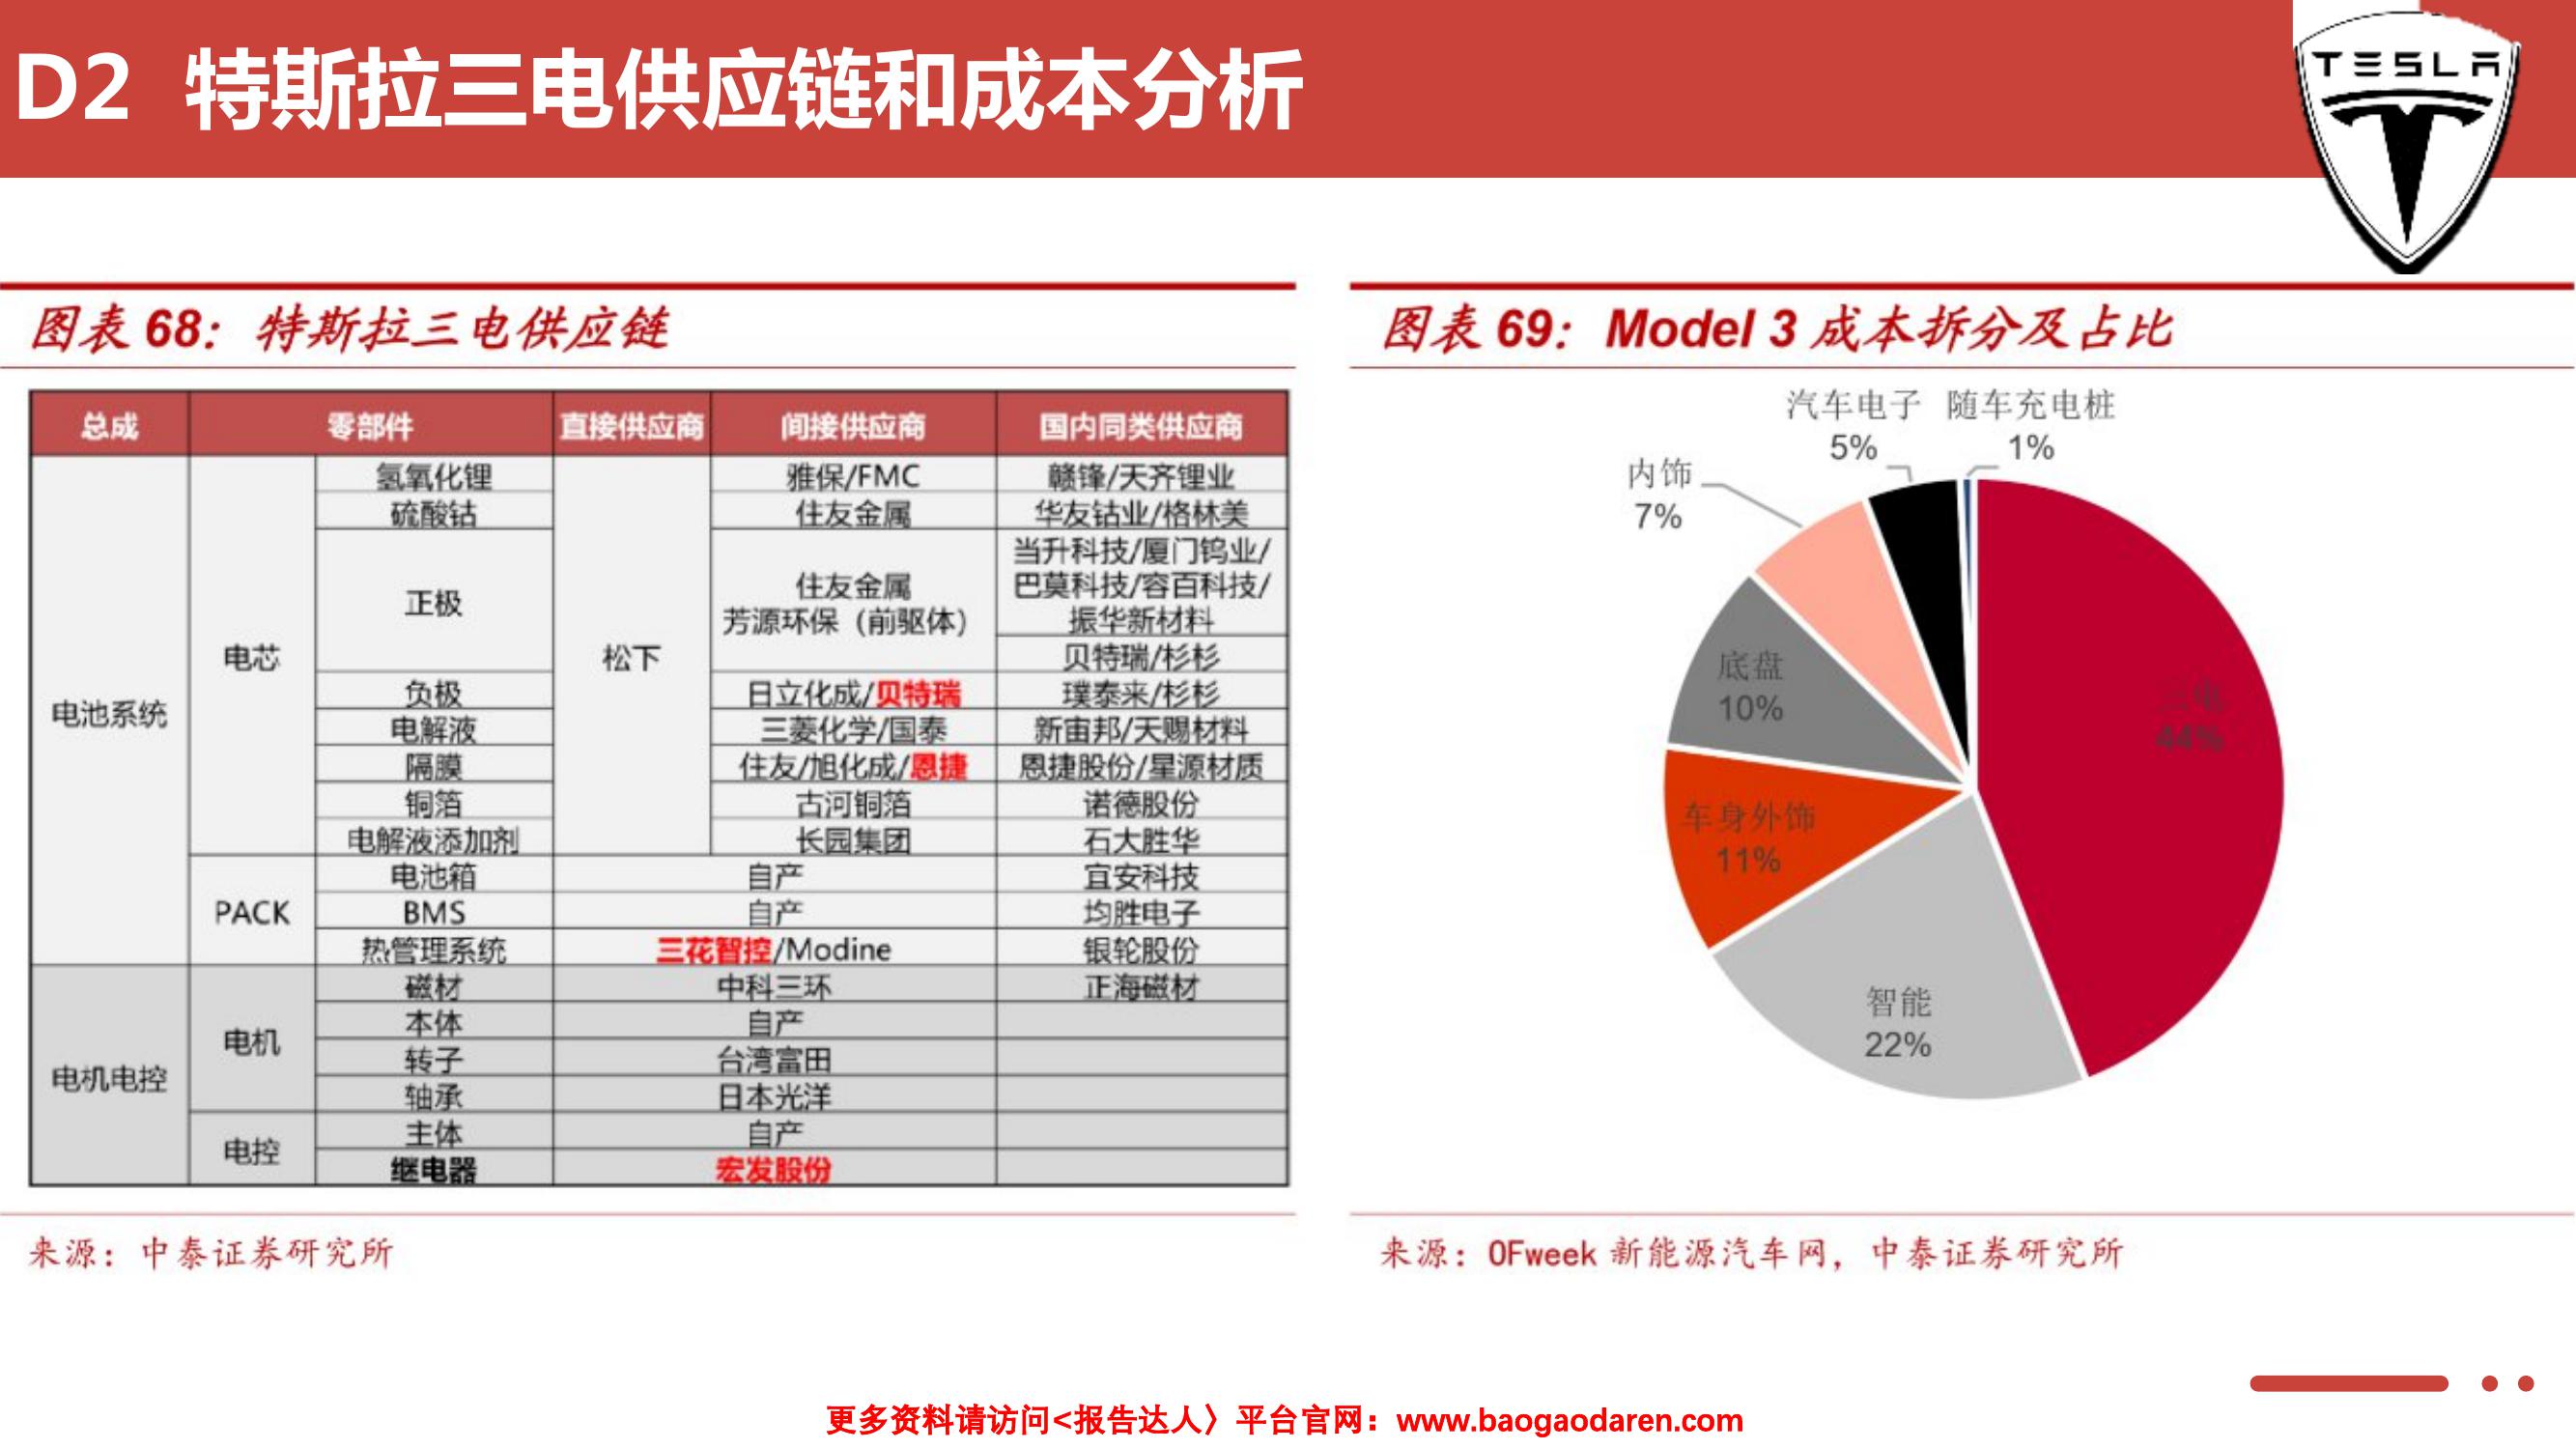 D2 特斯拉三电供应链和成本分析
TESLA
图表 68：特斯拉三电供应链
总成 零部件 直接供应商 间接供应商 国内同类供应商
电池系统 电芯 氢氧化锂 松下 雅保/FMC 赣锋/天齐锂业
硫酸钴 住友金属 华友钴业/格林美
正极 住友金属 芳源环保（前驱体） 当升科技/厦门钨业/
巴莫科技/容百科技/
振华新材料
贝特瑞/杉杉
负极 日立化成/贝特瑞 璞泰来/杉杉
电解液 三菱化学/国泰 新宙邦/天赐材料
隔膜 住友/旭化成/恩捷 恩捷股份/星源材质
铜箔 古河铜箔 诺德股份
电解液添加剂 长园集团 石大胜华
PACK 电池箱 自产 宜安科技
BMS 自产 均胜电子
热管理系统 三花智控/Modine 银轮股份
电机电控 电机 磁材 中科三环 正海磁材
本体 自产
转子 台湾富田
轴承 日本光洋
电控 主体 自产
继电器 宏发股份
来源：中泰证券研究所
图表 69：Model 3 成本拆分及占比
汽车电子
5%
随车充电桩
1%
内饰
7%
三电
44%
底盘
10%
车身外饰
11%
智能
22%
来源：OFweek 新能源汽车网，中泰证券研究所
更多资料请访问<报告达人〉平台官网：www.baogaodaren.com